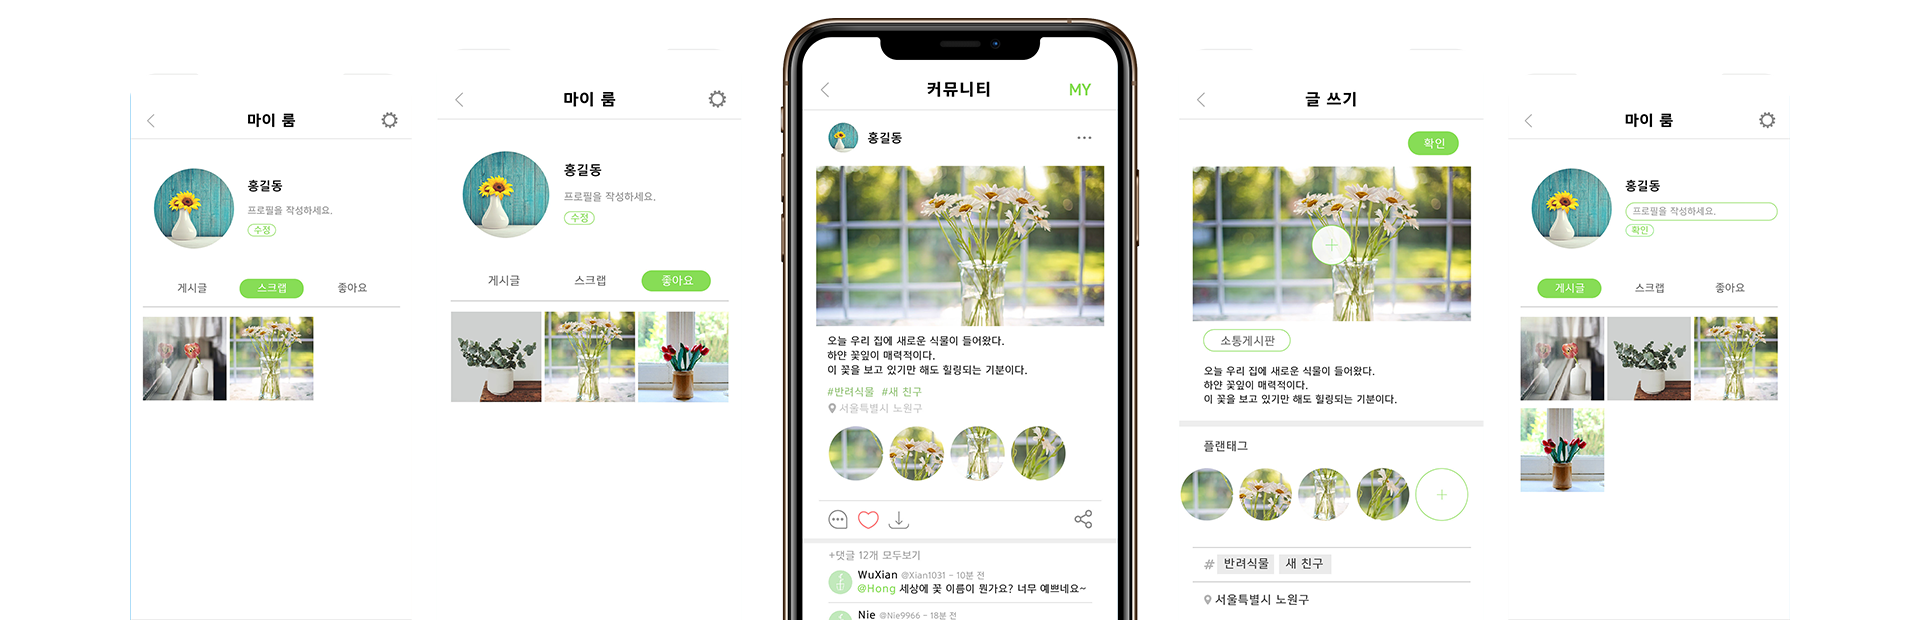 마이 룸
홍길동
프로필을 작성하세요.
수정
게시글 스크랩 좋아요
마이 룸
홍길동
프로필을 작성하세요.
수정
게시글 스크랩 좋아요
커뮤니티 MY
홍길동
오늘 우리 집에 새로운 식물이 들어왔다.
하얀 꽃잎이 매력적이다.
이 꽃을 보고 있기만 해도 힐링되는 기분이다.
#반려식물 #새 친구
서울특별시 노원구
+댓글 12개 모두보기
WuXian @Xian1031 - 10분 전
@Hong 세상에 꽃 이름이 뭔가요? 너무 예쁘네요~
Nie @Nie9966 - 18분 전
글 쓰기
확인
소통게시판
오늘 우리 집에 새로운 식물이 들어왔다.
하얀 꽃잎이 매력적이다.
이 꽃을 보고 있기만 해도 힐링되는 기분이다.
플랜태그
# 반려식물 새 친구
서울특별시 노원구
마이 룸
홍길동
프로필을 작성하세요.
확인
게시글 스크랩 좋아요